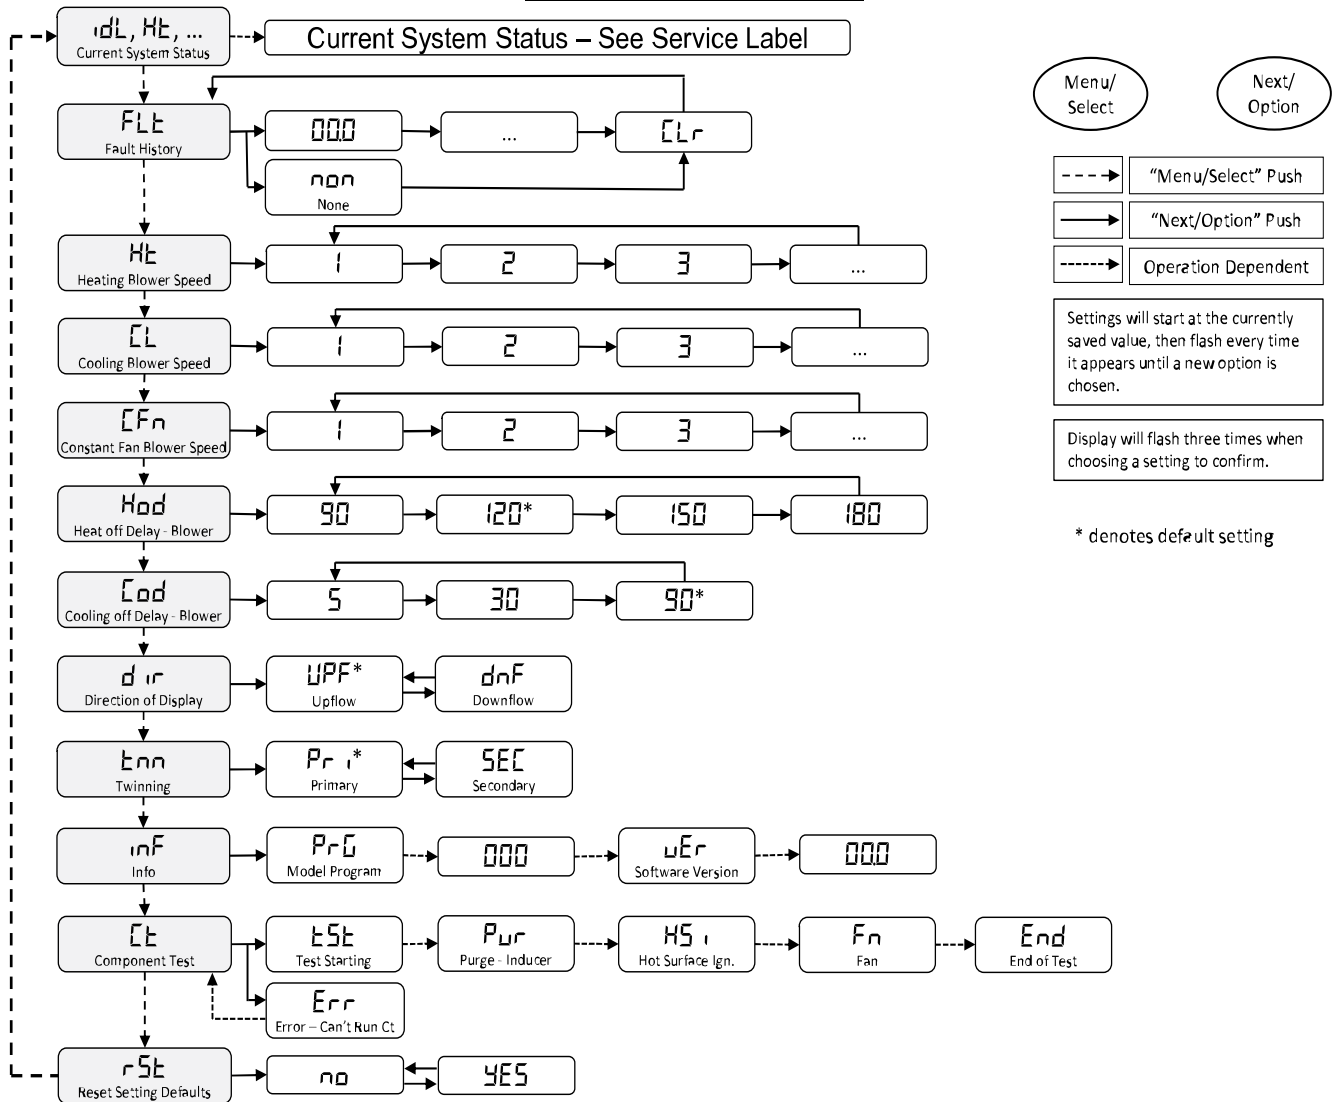 idL, Ht, ...
Current System Status
Current System Status – See Service Label
Menu/
Select
Next/
Option
FLt
Fault History
00.0
...
CLr
non
None
"Menu/Select" Push
"Next/Option" Push
Operation Dependent
Ht
Heating Blower Speed
1
2
3
...
Settings will start at the currently
saved value, then flash every time
it appears until a new option is
chosen.
CL
Cooling Blower Speed
1
2
3
...
CFn
Constant Fan Blower Speed
1
2
3
...
Display will flash three times when
choosing a setting to confirm.
Hod
Heat off Delay - Blower
90
120*
150
180
* denotes default setting
Cod
Cooling off Delay - Blower
5
30
90*
dir
Direction of Display
UPF*
Upflow
dnF
Downflow
tnn
Twinning
Pri*
Primary
SEC
Secondary
inF
Info
PrG
Model Program
000
uEr
Software Version
00.0
Ct
Component Test
tSt
Test Starting
Pur
Purge - Inducer
HSi
Hot Surface Ign.
Fn
Fan
End
End of Test
Err
Error – Can't Run Ct
rSt
Reset Setting Defaults
no
YES